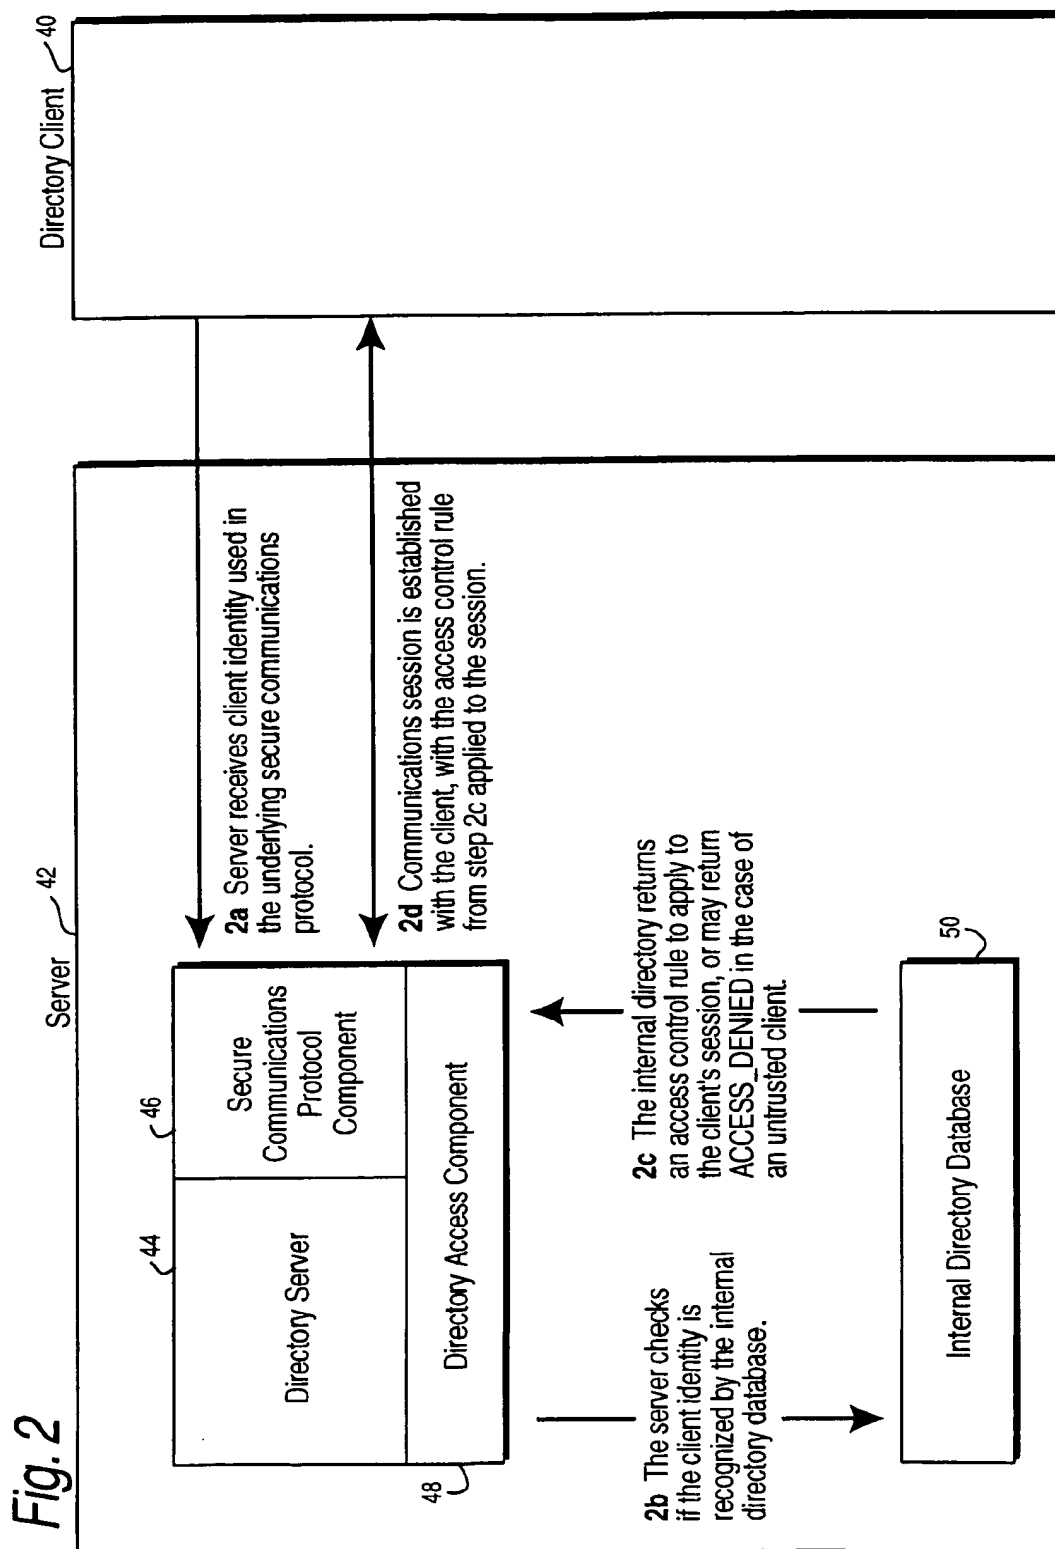 Fig. 2
Server
42
Directory Client
40
44
46
Directory Server
Secure
Communications
Protocol
Component
Directory Access Component
48
2a Server receives client identity used in
the underlying secure communications
protocol.
2d Communications session is established
with the client, with the access control rule
from step 2c applied to the session.
2b The server checks
if the client identity is
recognized by the internal
directory database.
2c The internal directory returns
an access control rule to apply to
the client's session, or may return
ACCESS_DENIED in the case of
an untrusted client.
Internal Directory Database
50